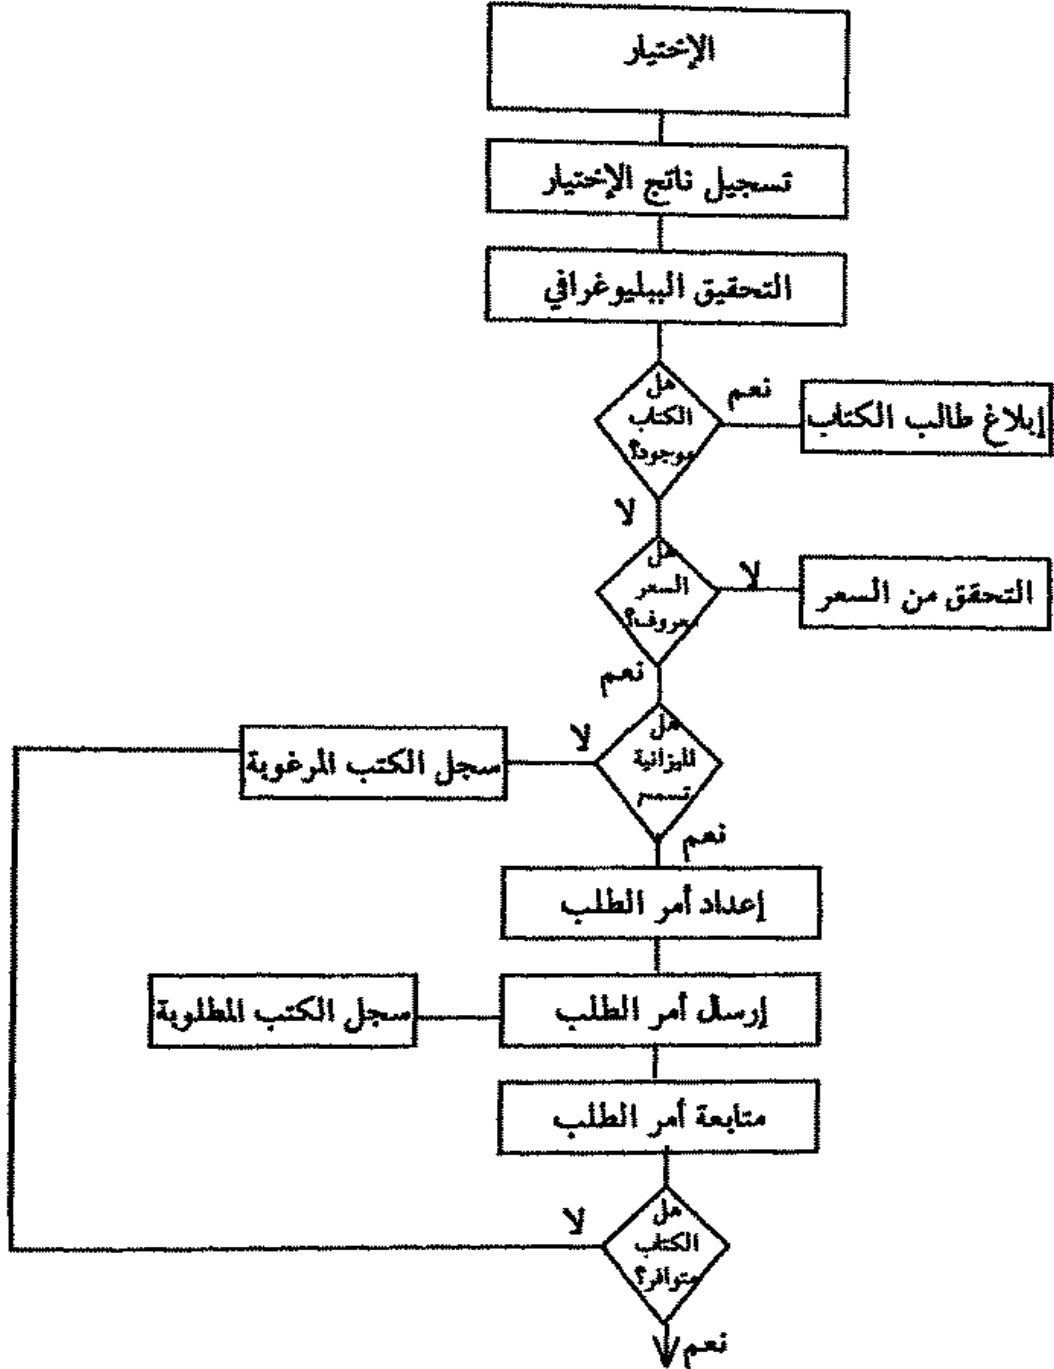 الإختيار
تسجيل ناتج الإختيار
التحقيق الببليوغرافي
هل
الكتاب
موجود؟
نعم
إبلاغ طالب الكتاب
لا
هل
السعر
معروف؟
لا
التحقق من السعر
نعم
هل
الميزانية
تسمح
لا
سجل الكتب المرغوبة
نعم
إعداد أمر الطلب
إرسال أمر الطلب
سجل الكتب المطلوبة
متابعة أمر الطلب
هل
الكتاب
متوافر؟
لا
نعم